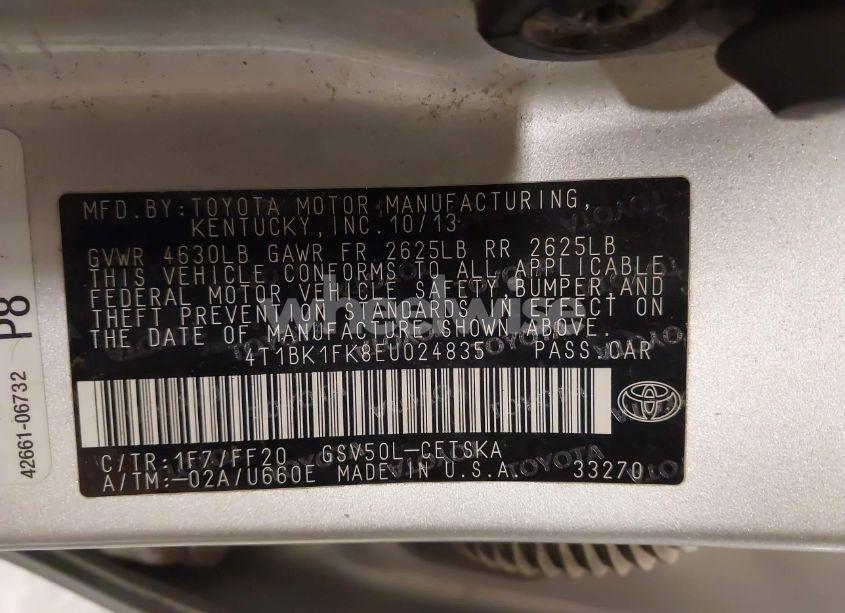 MFD.BY:TOYOTA MOTOR MANUFACTURING,
KENTUCKY,INC. 10/13
GVWR 4630LB GAWR FR 2625LB RR 2625LB
THIS VEHICLE CONFORMS TO ALL APPLICABLE
FEDERAL MOTOR VEHICLE SAFETY, BUMPER AND
THEFT PREVENTION STANDARDS IN EFFECT ON
THE DATE OF MANUFACTURE SHOWN ABOVE.
wheelwise
4T1BK1FK8EU024835 PASS.CAR
C/TR:1F7/FF20 GSV50L-CETSKA
A/TM:-02A/U660E MADE IN U.S.A. 33270
TOYOTA
P8
42661-06732